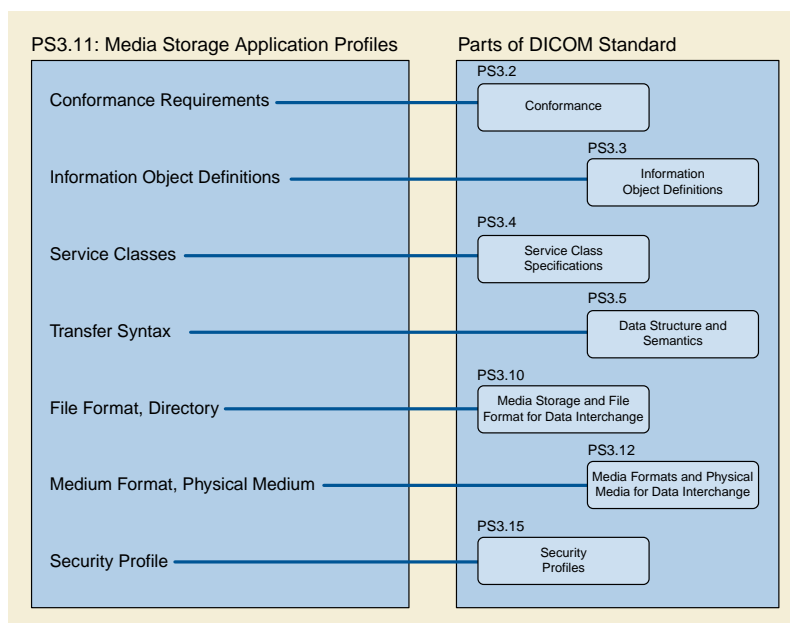 PS3.11: Media Storage Application Profiles
Parts of DICOM Standard
Conformance Requirements
PS3.2
Conformance
Information Object Definitions
PS3.3
Information
Object Definitions
Service Classes
PS3.4
Service Class
Specifications
Transfer Syntax
PS3.5
Data Structure and
Semantics
File Format, Directory
PS3.10
Media Storage and File
Format for Data Interchange
Medium Format, Physical Medium
PS3.12
Media Formats and Physical
Media for Data Interchange
Security Profile
PS3.15
Security
Profiles